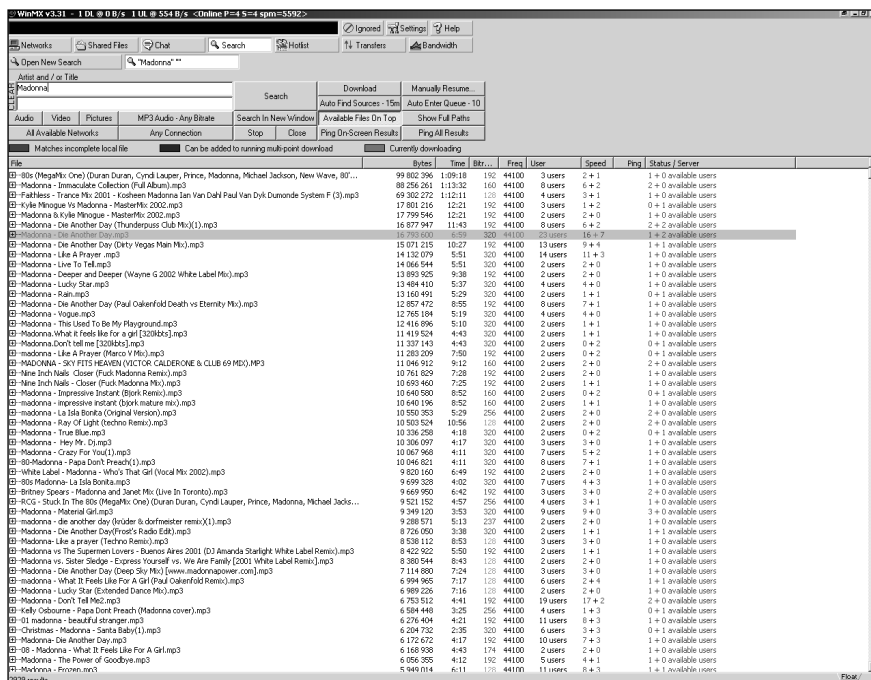 WinMX v3.31 - 1 DL @ 0 B/s 1 UL @ 554 B/s <Online P=4 S=4 spm=5592>
Ignored Settings Help
Networks Shared Files Chat Search Hotlist Transfers Bandwidth
Open New Search "Madonna" ""
Artist and / or Title
CLEAR Madonna
Search Download Manually Resume...
Auto Find Sources - 15m Auto Enter Queue - 10
Audio Video Pictures MP3 Audio - Any Bitrate Search In New Window Available Files On Top Show Full Paths
All Available Networks Any Connection Stop Close Ping On-Screen Results Ping All Results
Matches incomplete local file Can be added to running multi-point download Currently downloading
File Bytes Time Bitr... Freq User Speed Ping Status / Server
80s (MegaMix One) (Duran Duran, Cyndi Lauper, Prince, Madonna, Michael Jackson, New Wave, 80'... 99 802 396 1:09:18 192 44100 3 users 2 + 1 1 + 0 available users
Madonna - Immaculate Collection (Full Album).mp3 88 256 261 1:13:32 160 44100 8 users 6 + 2 2 + 0 available users
Faithless - Trance Mix 2001 - Kosheen Madonna Ian Van Dahl Paul Van Dyk Dumonde System F (3).mp3 69 302 272 1:12:11 128 44100 4 users 3 + 1 1 + 0 available users
Kylie Minogue Vs Madonna - MasterMix 2002.mp3 17 801 216 12:21 192 44100 3 users 1 + 2 0 + 1 available users
Madonna & Kylie Minogue - MasterMix 2002.mp3 17 799 546 12:21 192 44100 2 users 2 + 0 1 + 0 available users
Madonna - Die Another Day (Thunderpuss Club Mix)(1).mp3 16 877 947 11:43 192 44100 8 users 6 + 2 2 + 2 available users
Madonna - Die Another Day.mp3 16 793 600 6:59 320 44100 23 users 16 + 7 1 + 2 available users
Madonna - Die Another Day (Dirty Vegas Main Mix).mp3 15 071 215 10:27 192 44100 13 users 9 + 4 1 + 1 available users
Madonna - Like A Prayer .mp3 14 132 079 5:51 320 44100 14 users 11 + 3 1 + 0 available users
Madonna - Live To Tell.mp3 14 066 544 5:51 320 44100 2 users 2 + 0 1 + 0 available users
Madonna - Deeper and Deeper (Wayne G 2002 White Label Mix).mp3 13 893 925 9:38 192 44100 2 users 2 + 0 1 + 0 available users
Madonna - Lucky Star.mp3 13 484 410 5:37 320 44100 4 users 4 + 0 1 + 0 available users
Madonna - Rain.mp3 13 160 491 5:29 320 44100 2 users 1 + 1 0 + 1 available users
Madonna - Die Another Day (Paul Oakenfold Death vs Eternity Mix).mp3 12 857 472 8:55 192 44100 8 users 7 + 1 1 + 0 available users
Madonna - Vogue.mp3 12 765 184 5:19 320 44100 4 users 4 + 0 1 + 0 available users
Madonna - This Used To Be My Playground.mp3 12 416 896 5:10 320 44100 2 users 1 + 1 1 + 0 available users
Madonna.What it feels like for a girl [320kbts].mp3 11 419 524 4:43 320 44100 2 users 1 + 1 1 + 0 available users
Madonna.Don't tell me [320kbts].mp3 11 337 143 4:43 320 44100 2 users 0 + 2 0 + 1 available users
madonna - Like A Prayer (Marco V Mix).mp3 11 283 209 7:50 192 44100 2 users 0 + 2 0 + 1 available users
MADONNA - SKY FITS HEAVEN (VICTOR CALDERONE & CLUB 69 MIX).MP3 11 046 912 9:12 160 44100 2 users 2 + 0 2 + 0 available users
Nine Inch Nails Closer (Fuck Madonna Remix).mp3 10 761 829 7:28 192 44100 2 users 2 + 0 1 + 0 available users
Nine Inch Nails - Closer (Fuck Madonna Mix).mp3 10 693 460 7:25 192 44100 2 users 1 + 1 1 + 0 available users
Madonna - Impressive Instant (Bjork Remix).mp3 10 640 580 8:52 160 44100 2 users 0 + 2 0 + 1 available users
Madonna - impressive instant (bjork mature mix).mp3 10 640 196 8:52 160 44100 2 users 1 + 1 1 + 0 available users
madonna - La Isla Bonita (Original Version).mp3 10 550 353 5:29 256 44100 2 users 2 + 0 1 + 0 available users
Madonna - Ray Of Light (techno Remix).mp3 10 503 524 10:56 128 44100 2 users 2 + 0 2 + 0 available users
Madonna - True Blue.mp3 10 336 258 4:18 320 44100 2 users 0 + 2 0 + 1 available users
Madonna - Hey Mr. Dj.mp3 10 306 097 4:17 320 44100 3 users 3 + 0 1 + 0 available users
Madonna - Crazy For You(1).mp3 10 067 968 4:11 320 44100 7 users 5 + 2 1 + 0 available users
80-Madonna - Papa Don't Preach(1).mp3 10 046 821 4:11 320 44100 8 users 7 + 1 2 + 0 available users
White Label - Madonna - Who's That Girl (Vocal Mix 2002).mp3 9 820 160 6:49 192 44100 2 users 2 + 0 1 + 0 available users
80s Madonna- La Isla Bonita.mp3 9 699 328 4:02 320 44100 7 users 4 + 3 1 + 0 available users
Britney Spears - Madonna and Janet Mix (Live In Toronto).mp3 9 669 950 6:42 192 44100 3 users 3 + 0 2 + 0 available users
RCG - Stuck In The 80s (MegaMix One) (Duran Duran, Cyndi Lauper, Prince, Madonna, Michael Jacks... 9 521 152 4:57 256 44100 4 users 3 + 1 1 + 0 available users
Madonna - Material Girl.mp3 9 349 120 3:53 320 44100 9 users 9 + 0 3 + 0 available users
madonna - die another day (krüder & dorfmeister remix)(1).mp3 9 288 571 5:13 237 44100 2 users 2 + 0 1 + 0 available users
Madonna - Die Another Day(Frost's Radio Edit).mp3 8 726 050 3:38 320 44100 2 users 1 + 1 1 + 1 available users
Madonna- Like a prayer (Techno Remix).mp3 8 538 112 8:53 128 44100 3 users 3 + 0 1 + 0 available users
Madonna vs The Supermen Lovers - Buenos Aires 2001 (DJ Amanda Starlight White Label Remix).mp3 8 422 922 5:50 192 44100 2 users 1 + 1 1 + 0 available users
Madonna vs. Sister Sledge - Express Yourself vs. We Are Family [2001 White Label Remix].mp3 8 380 544 8:43 128 44100 2 users 2 + 0 1 + 0 available users
Madonna - Die Another Day (Deep Sky Mix) [www.madonnapower.com].mp3 7 114 880 7:24 128 44100 3 users 3 + 0 1 + 0 available users
Madonna - What It Feels Like For A Girl (Paul Oakenfold Remix).mp3 6 994 965 7:17 128 44100 6 users 2 + 4 1 + 1 available users
Madonna - Lucky Star (Extended Dance Mix).mp3 6 989 226 7:16 128 44100 2 users 2 + 0 1 + 0 available users
Madonna - Don't Tell Me2.mp3 6 753 512 4:41 192 44100 19 users 17 + 2 2 + 0 available users
Kelly Osbourne - Papa Dont Preach (Madonna cover).mp3 6 584 448 3:25 256 44100 4 users 1 + 3 0 + 1 available users
01 madonna - beautiful stranger.mp3 6 276 404 4:21 192 44100 11 users 8 + 3 1 + 0 available users
Christmas - Madonna - Santa Baby(1).mp3 6 204 732 2:35 320 44100 6 users 3 + 3 0 + 1 available users
Madonna- Die Another Day.mp3 6 172 672 4:17 192 44100 10 users 7 + 3 1 + 0 available users
08 - Madonna - What It Feels Like For A Girl.mp3 6 168 938 4:43 174 44100 2 users 2 + 0 1 + 0 available users
Madonna - The Power of Goodbye.mp3 6 056 355 4:12 192 44100 5 users 4 + 1 1 + 0 available users
Madonna - Frozen.mp3 5 949 014 6:11 128 44100 11 users 8 + 3 1 + 0 available users
results Float/